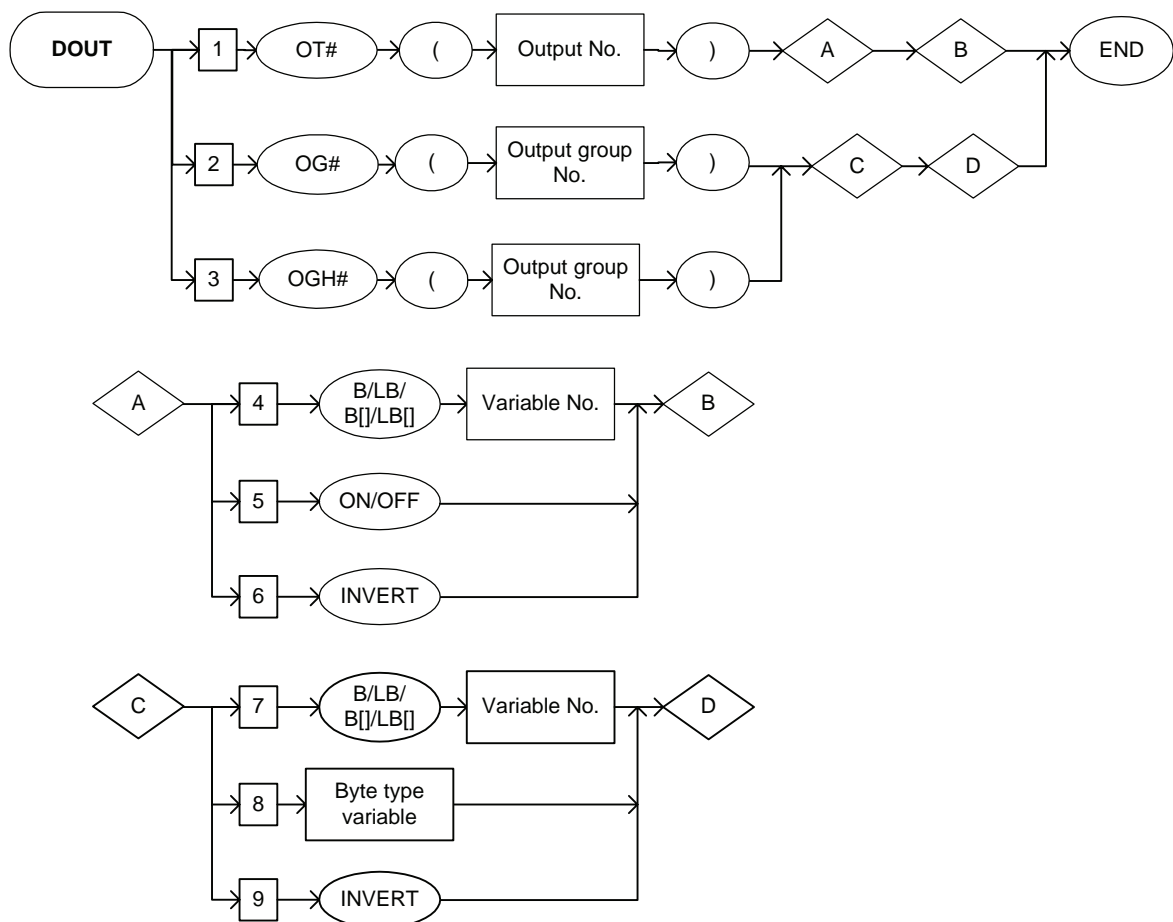 DOUT
1 OT# ( Output No. ) A B END
2 OG# ( Output group
No. ) C D
3 OGH# ( Output group
No. )
A 4 B/LB/
B[]/LB[] Variable No. B
5 ON/OFF
6 INVERT
C 7 B/LB/
B[]/LB[] Variable No. D
8 Byte type
variable
9 INVERT